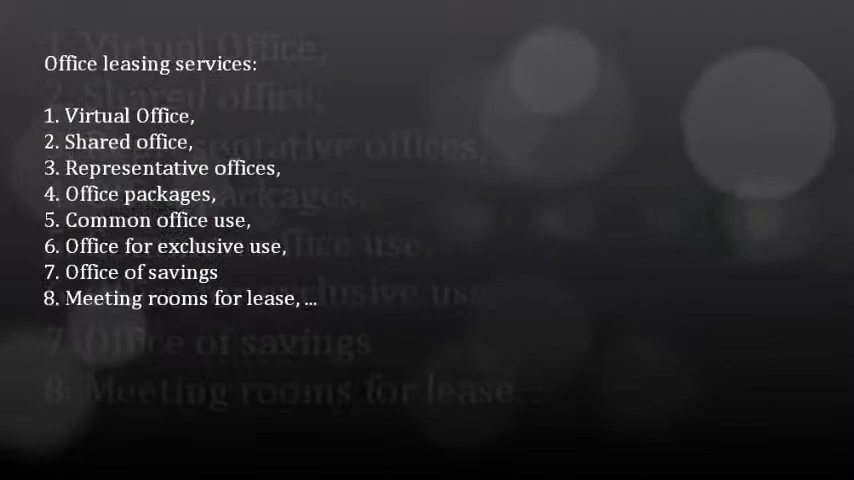 Office leasing services:
1. Virtual Office,
2. Shared office,
3. Representative offices,
4. Office packages,
5. Common office use,
6. Office for exclusive use,
7. Office of savings
8. Meeting rooms for lease, ...